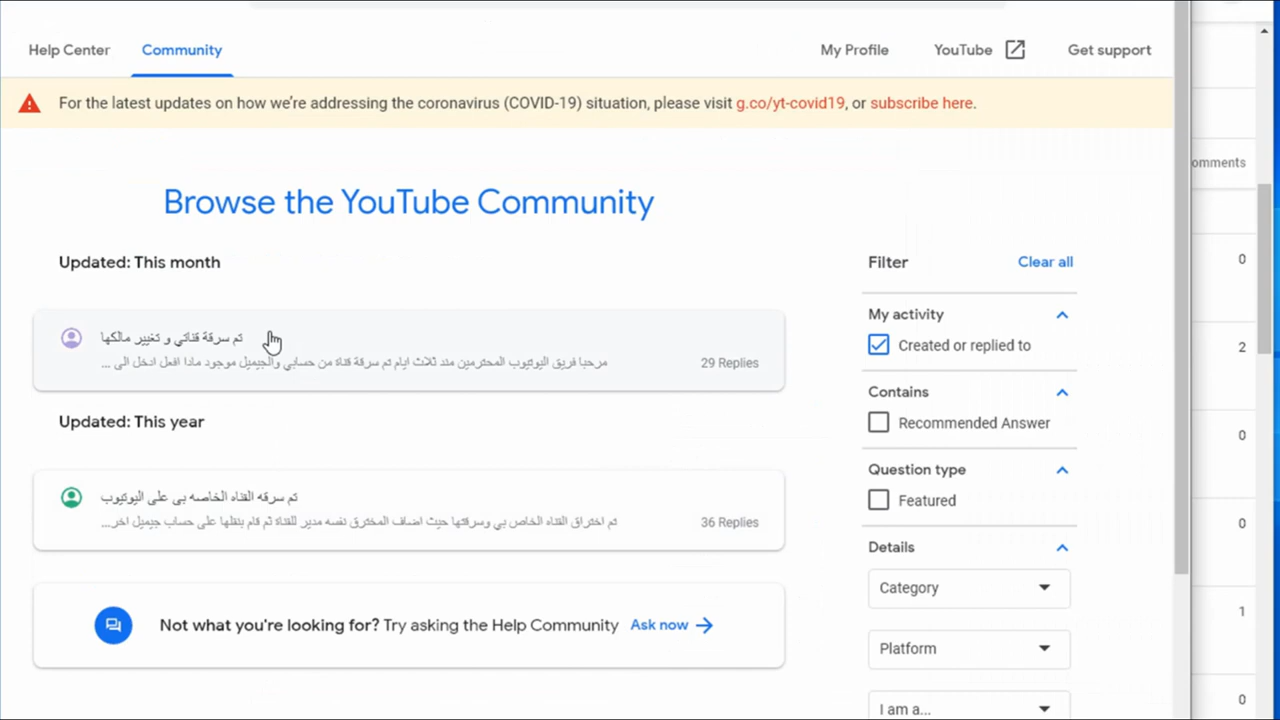 Help Center
Community
My Profile
YouTube
Get support
For the latest updates on how we're addressing the coronavirus (COVID-19) situation, please visit g.co/yt-covid19, or subscribe here.
omments
Browse the YouTube Community
Updated: This month
Filter
Clear all
0
تم سرقة قناتي و تغيير مالكها
مرحبا فريق اليوتيوب المحترمين منذ ثلاث ايام تم سرقة قناة من حسابي والجيميل موجود مادا افعل ادخل الى ...
29 Replies
My activity
Created or replied to
2
Contains
Recommended Answer
0
Updated: This year
Question type
Featured
تم سرقه القناه الخاصه بى على اليوتيوب
تم اختراق القناه الخاص بي وسرقتها حيث اضاف المخترق نفسه مدير للقناة ثم قام بنقلها على حساب جيميل اخر...
36 Replies
0
Details
Category
Not what you're looking for? Try asking the Help Community
Ask now
1
Platform
I am a...
0